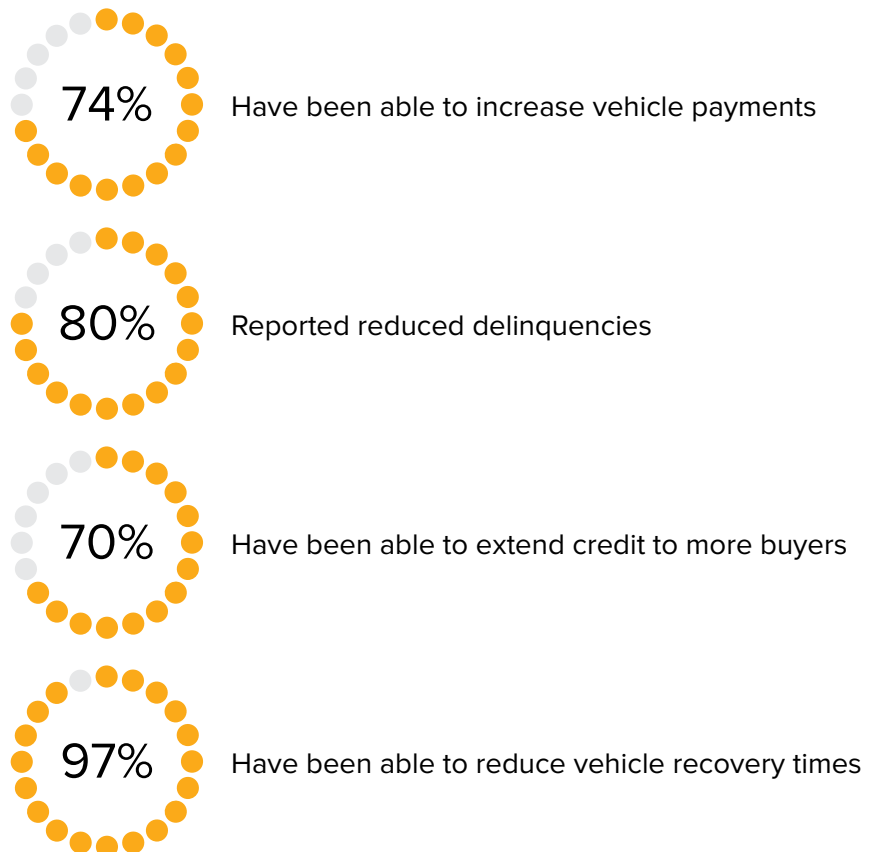 74%
Have been able to increase vehicle payments
80%
Reported reduced delinquencies
70%
Have been able to extend credit to more buyers
97%
Have been able to reduce vehicle recovery times